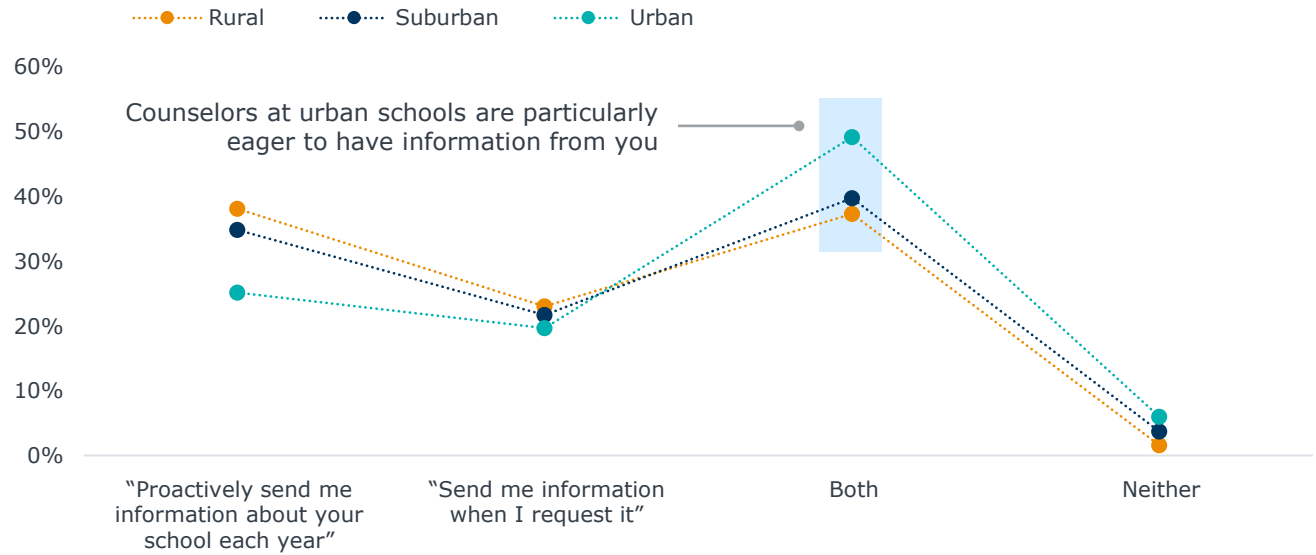 Rural
Suburban
Urban
60%
50%
40%
30%
20%
10%
0%
Counselors at urban schools are particularly
eager to have information from you
“Proactively send me
information about your
school each year”
“Send me information
when I request it”
Both
Neither